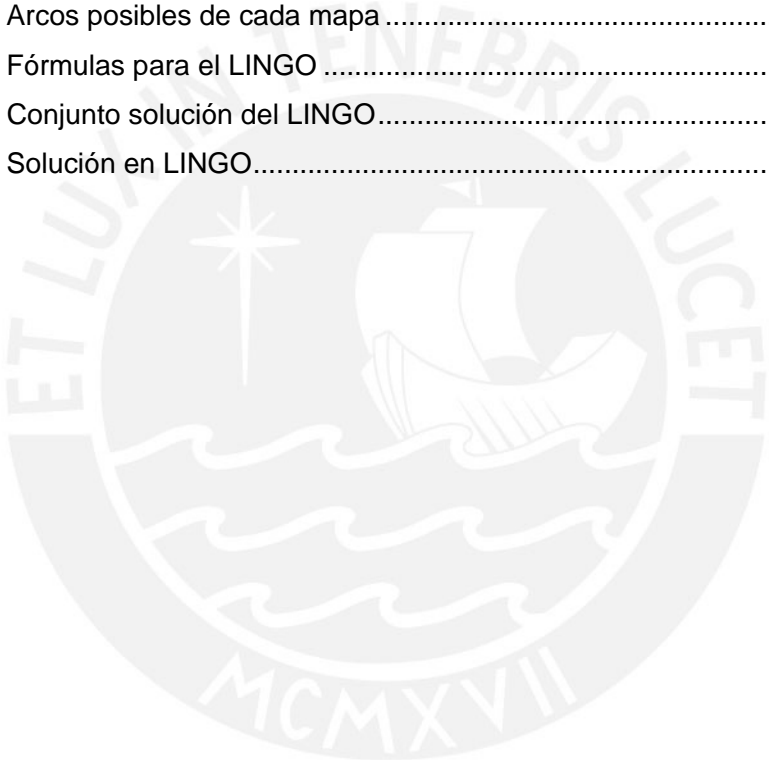 Arcos posibles de cada mapa .................................................
Fórmulas para el LINGO .........................................................
Conjunto solución del LINGO..................................................
Solución en LINGO..................................................................
ET LUX IN TENEBRIS LUCET
MCMXVII